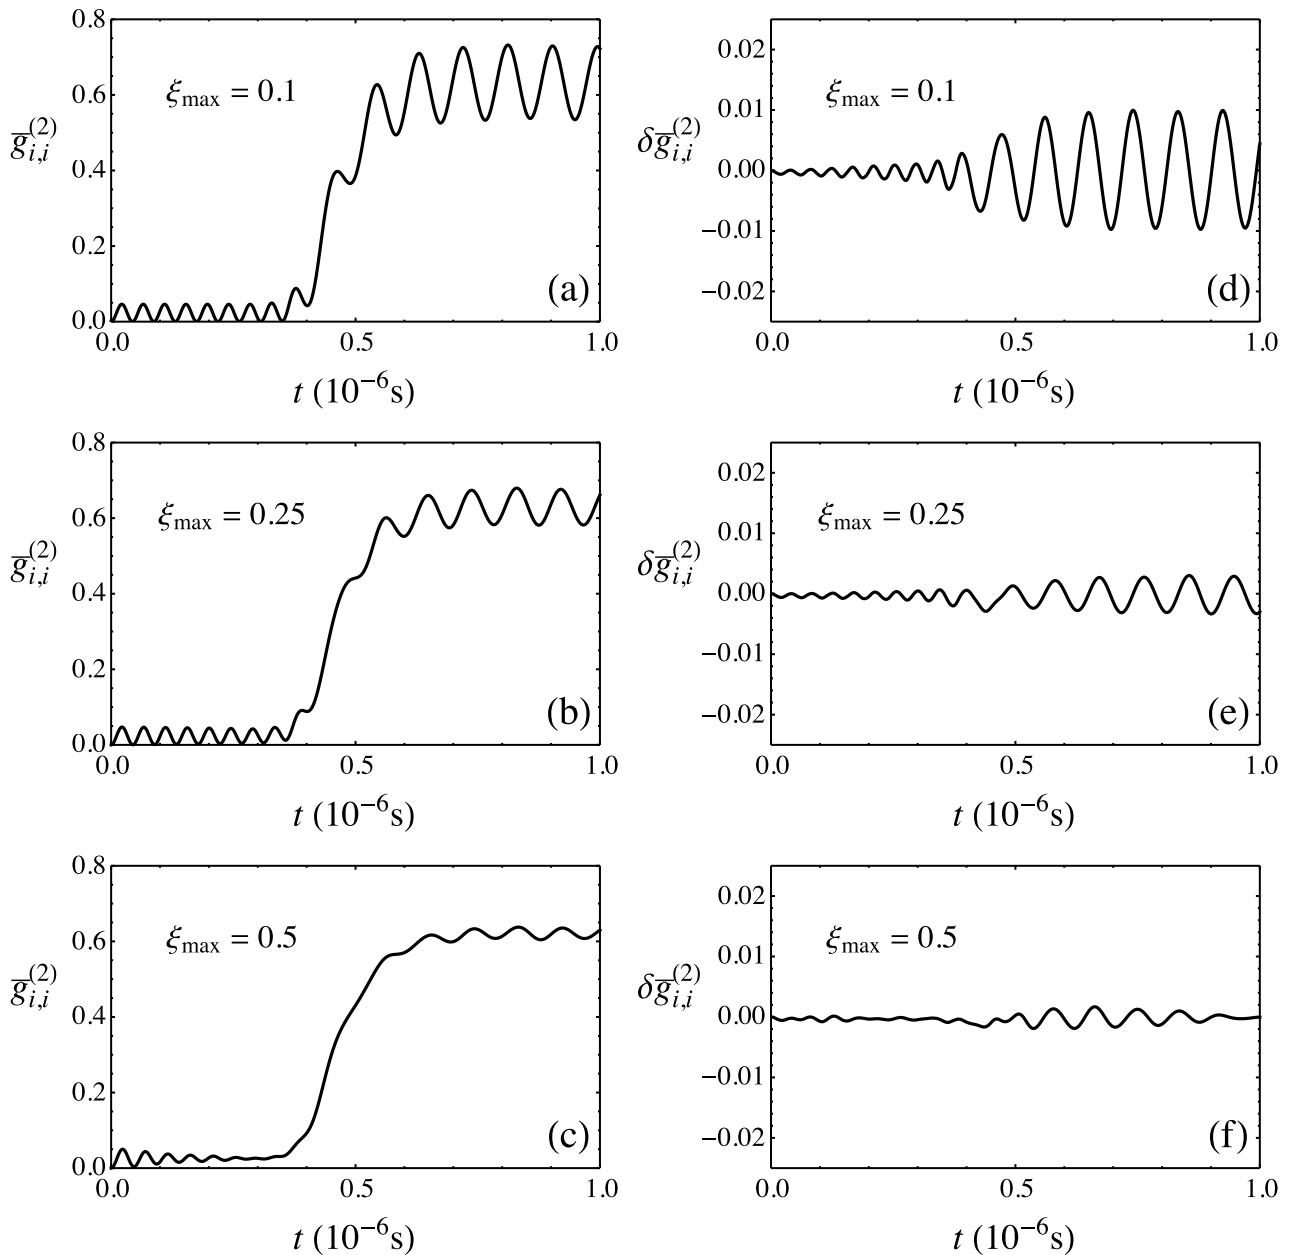 0.8
0.6
0.4
0.2
0.0
ξmax = 0.1
g̅i,i(2)
(a)
0.0 0.5 1.0
t (10−6s)
0.02
0.01
0.00
−0.01
−0.02
ξmax = 0.1
δg̅i,i(2)
(d)
0.0 0.5 1.0
t (10−6s)
0.8
0.6
0.4
0.2
0.0
ξmax = 0.25
g̅i,i(2)
(b)
0.0 0.5 1.0
t (10−6s)
0.02
0.01
0.00
−0.01
−0.02
ξmax = 0.25
δg̅i,i(2)
(e)
0.0 0.5 1.0
t (10−6s)
0.8
0.6
0.4
0.2
0.0
ξmax = 0.5
g̅i,i(2)
(c)
0.0 0.5 1.0
t (10−6s)
0.02
0.01
0.00
−0.01
−0.02
ξmax = 0.5
δg̅i,i(2)
(f)
0.0 0.5 1.0
t (10−6s)